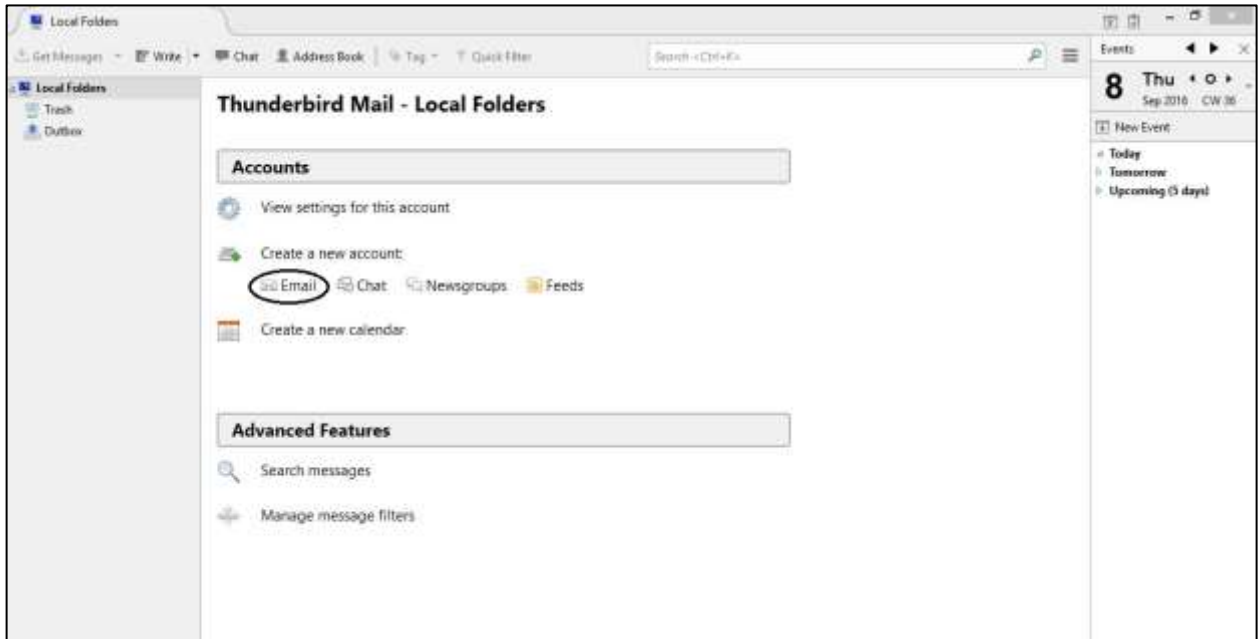 Local Folders
Get Messages Write Chat Address Book Tag Quick Filter Search <Ctrl+K>
Local Folders
Trash
Outbox
Thunderbird Mail - Local Folders
Accounts
View settings for this account
Create a new account:
Email Chat Newsgroups Feeds
Create a new calendar
Advanced Features
Search messages
Manage message filters
Events
8 Thu
Sep 2016 CW 36
New Event
Today
Tomorrow
Upcoming (5 days)